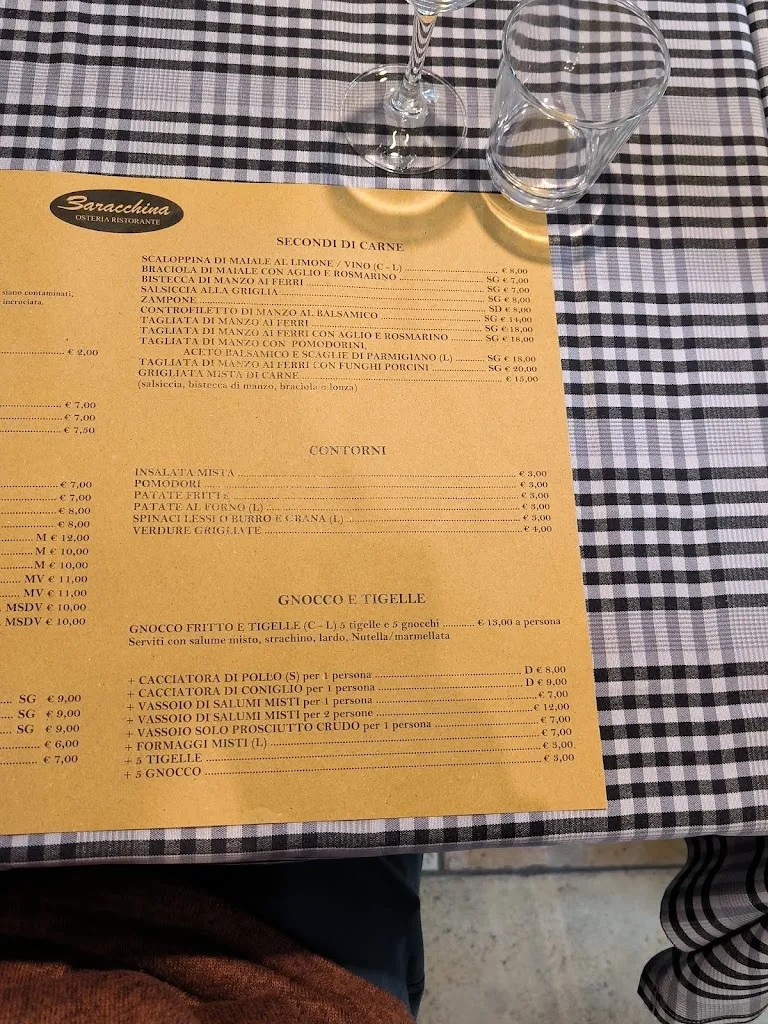 Baracchina
OSTERIA RISTORANTE
siano contaminati,
incrociata.
€ 2,00
€ 7,00
€ 7,00
€ 7,50
€ 7,00
€ 7,00
€ 8,00
€ 8,00
M € 12,00
M € 10,00
M € 10,00
MV € 11,00
MV € 11,00
MSDV € 10,00
MSDV € 10,00
SG € 9,00
SG € 9,00
SG € 9,00
€ 6,00
€ 7,00
SECONDI DI CARNE
SCALOPPINA DI MAIALE AL LIMONE / VINO (C - L) € 8,00
BRACIOLA DI MAIALE CON AGLIO E ROSMARINO SG € 7,00
BISTECCA DI MANZO AI FERRI SG € 7,00
SALSICCIA ALLA GRIGLIA SG € 8,00
ZAMPONE SD € 8,00
CONTROFILETTO DI MANZO AL BALSAMICO SG € 14,00
TAGLIATA DI MANZO AI FERRI SG € 18,00
TAGLIATA DI MANZO AI FERRI CON AGLIO E ROSMARINO SG € 18,00
TAGLIATA DI MANZO CON POMODORINI,
ACETO BALSAMICO E SCAGLIE DI PARMIGIANO (L) SG € 18,00
TAGLIATA DI MANZO AI FERRI CON FUNGHI PORCINI SG € 20,00
GRIGLIATA MISTA DI CARNE € 15,00
(salsiccia, bistecca di manzo, braciola e lonza)
CONTORNI
INSALATA MISTA € 3,00
POMODORI € 3,00
PATATE FRITTE € 3,00
PATATE AL FORNO (L) € 3,00
SPINACI LESSI O BURRO E GRANA (L) € 3,00
VERDURE GRIGLIATE € 4,00
GNOCCO E TIGELLE
GNOCCO FRITTO E TIGELLE (C - L) 5 tigelle e 5 gnocchi € 13,00 a persona
Serviti con salume misto, strachino, lardo, Nutella/marmellata
+ CACCIATORA DI POLLO (S) per 1 persona D € 8,00
+ CACCIATORA DI CONIGLIO per 1 persona D € 9,00
+ VASSOIO DI SALUMI MISTI per 1 persona € 7,00
+ VASSOIO DI SALUMI MISTI per 2 persone € 12,00
+ VASSOIO SOLO PROSCIUTTO CRUDO per 1 persona € 7,00
+ FORMAGGI MISTI (L) € 7,00
+ 5 TIGELLE € 3,00
+ 5 GNOCCO € 3,00